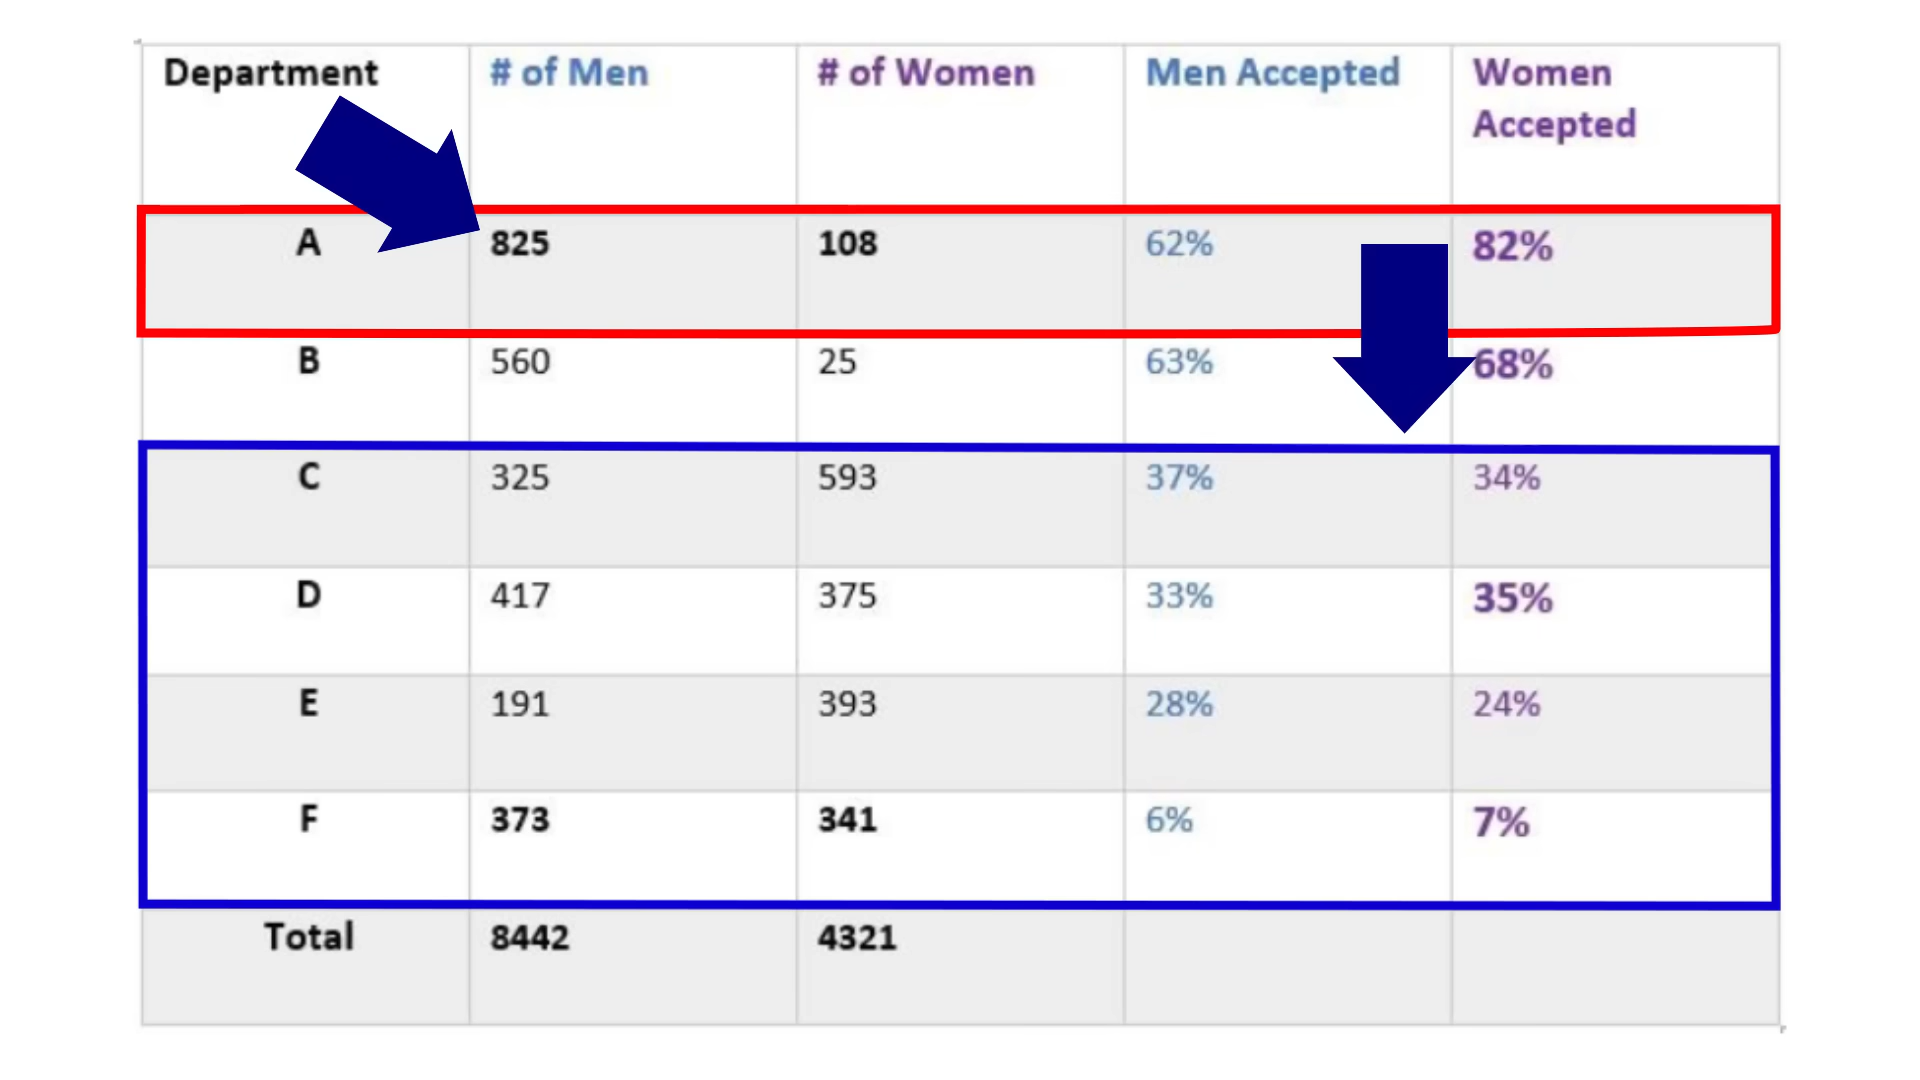 Department # of Men # of Women Men Accepted Women
Accepted
A 825 108 62% 82%
B 560 25 63% 68%
C 325 593 37% 34%
D 417 375 33% 35%
E 191 393 28% 24%
F 373 341 6% 7%
Total 8442 4321